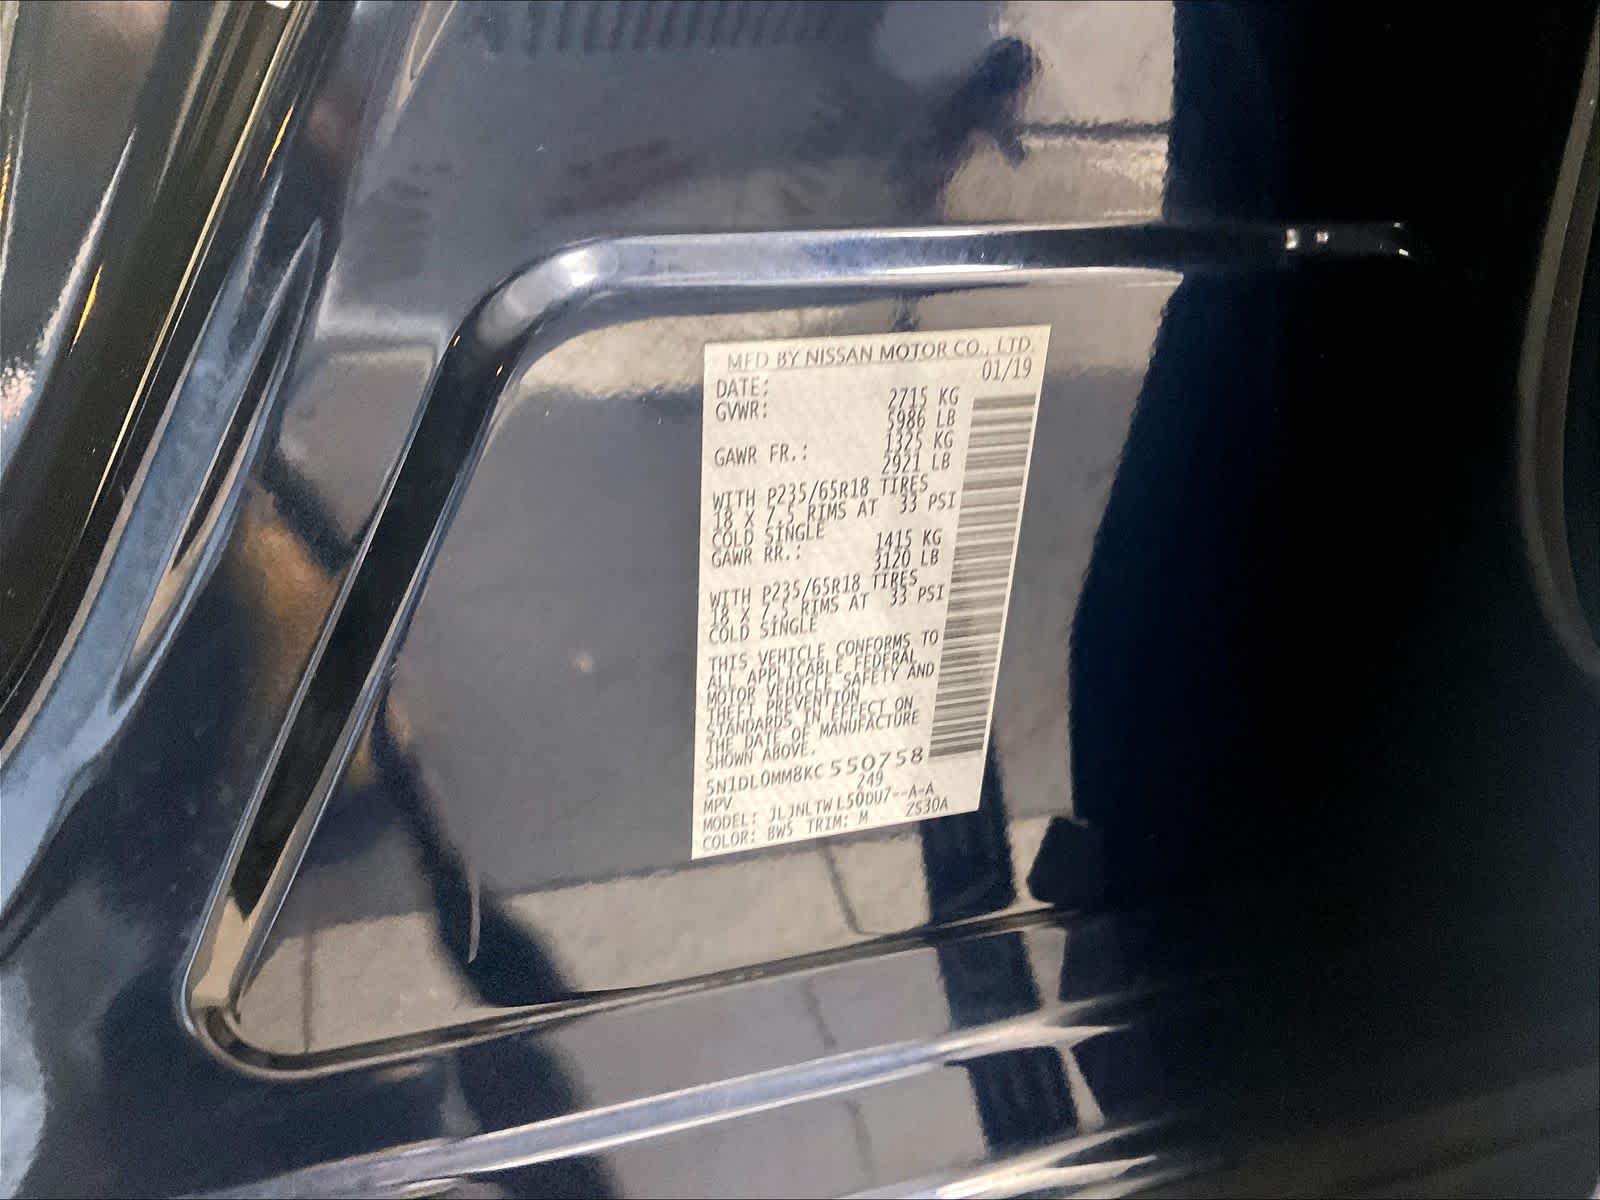 MFD BY NISSAN MOTOR CO., LTD.
DATE: 01/19
GVWR: 2715 KG
5986 LB
GAWR FR.: 1325 KG
2921 LB
WITH P235/65R18 TIRES
18 X 7.5 RIMS AT 33 PSI
COLD SINGLE
GAWR RR.: 1415 KG
3120 LB
WITH P235/65R18 TIRES
18 X 7.5 RIMS AT 33 PSI
COLD SINGLE
THIS VEHICLE CONFORMS TO
ALL APPLICABLE FEDERAL
MOTOR VEHICLE SAFETY AND
THEFT PREVENTION
STANDARDS IN EFFECT ON
THE DATE OF MANUFACTURE
SHOWN ABOVE.
5N1DL0MM8KC550758
MPV 249
MODEL: JLJNLTWL50DU7--A-A
COLOR: BW5 TRIM: M ZS30A